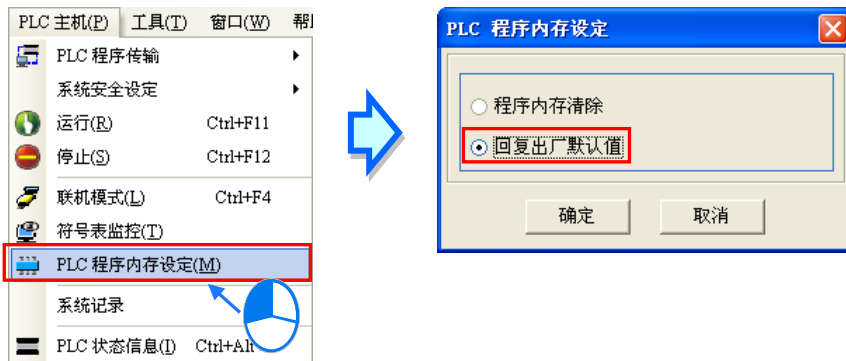 PLC 主机(P) 工具(T) 窗口(W)
PLC 程序传输
系统安全设定
运行(R) Ctrl+F11
停止(S) Ctrl+F12
联机模式(L) Ctrl+F4
符号表监控(T)
PLC 程序内存设定(M)
系统记录
PLC 状态信息(I) Ctrl+Alt
PLC 程序内存设定
程序内存清除
回复出厂默认值
确定 取消